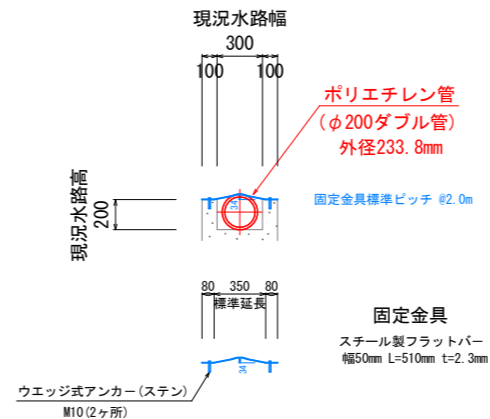 現況水路幅
300
100
100
ポリエチレン管
(φ200ダブル管)
外径233.8mm
現況水路高
200
34
固定金具標準ピッチ @2.0m
80
350
80
標準延長
固定金具
スチール製フラットバー
幅50mm L=510mm t=2.3mm
34
ウエッジ式アンカー(ステン)
M10(2ヶ所)